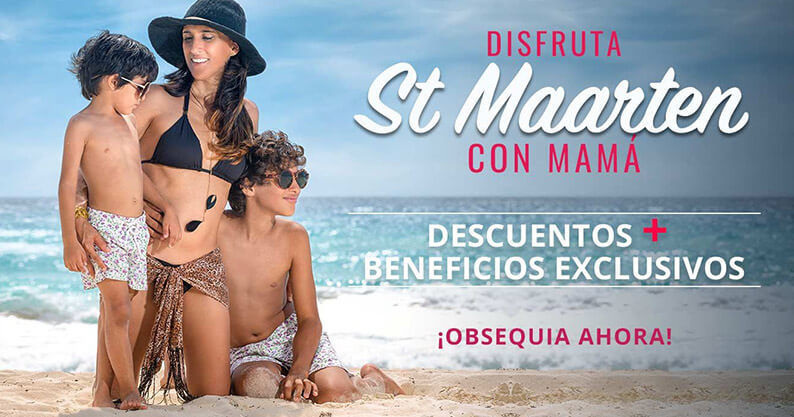 DISFRUTA
St Maarten
CON MAMÁ
DESCUENTOS +
BENEFICIOS EXCLUSIVOS
¡OBSEQUIA AHORA!